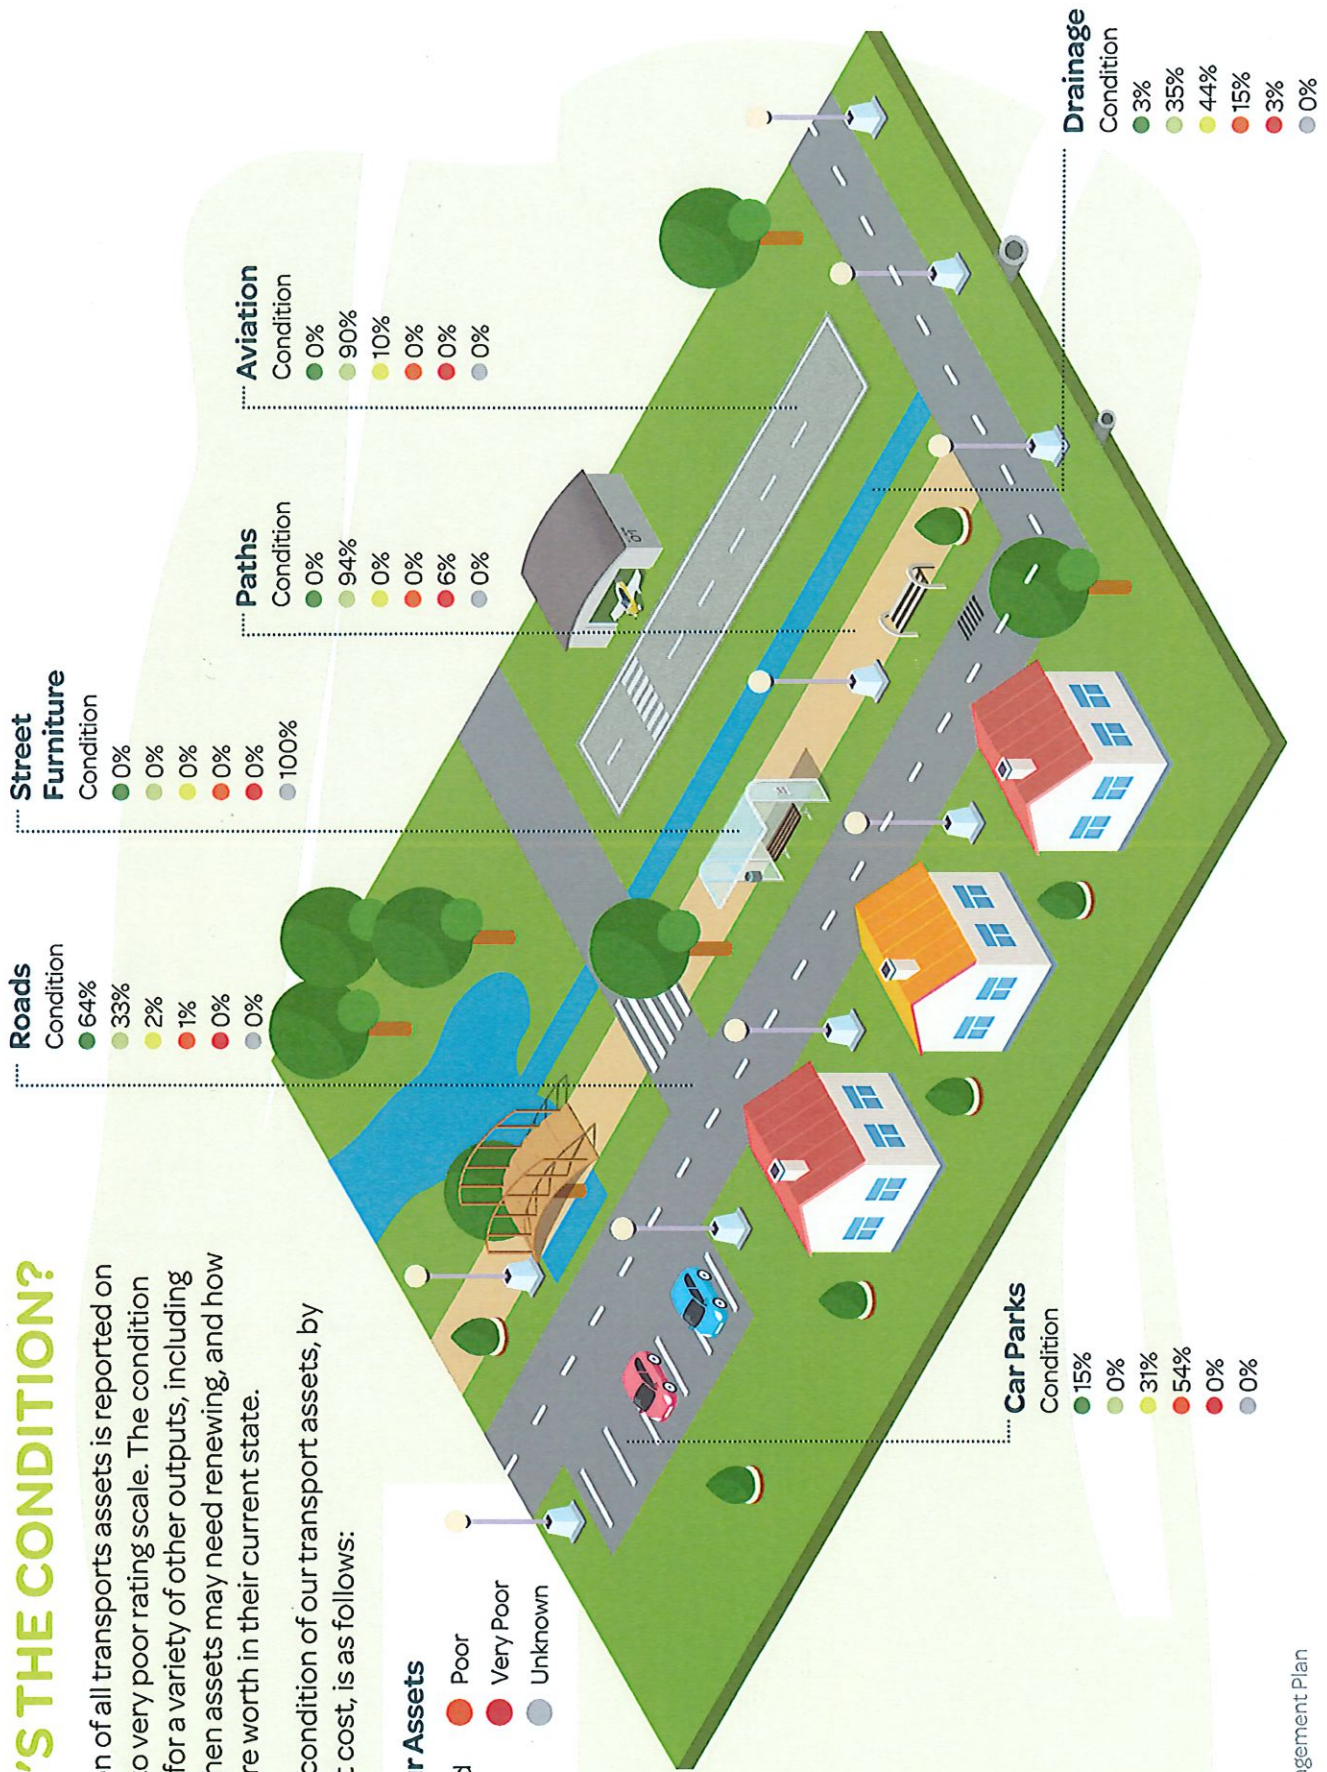 'S THE CONDITION?
n of all transports assets is reported on
o very poor rating scale. The condition
for a variety of other outputs, including
hen assets may need renewing, and how
re worth in their current state.
condition of our transport assets, by
t cost, is as follows:
r Assets
d
Poor
Very Poor
Unknown
Roads
Condition
64%
33%
2%
1%
0%
0%
Street
Furniture
Condition
0%
0%
0%
0%
0%
100%
Paths
Condition
0%
94%
0%
0%
6%
0%
Aviation
Condition
0%
90%
10%
0%
0%
0%
Car Parks
Condition
15%
0%
31%
54%
0%
0%
Drainage
Condition
3%
35%
44%
15%
3%
0%
agement Plan